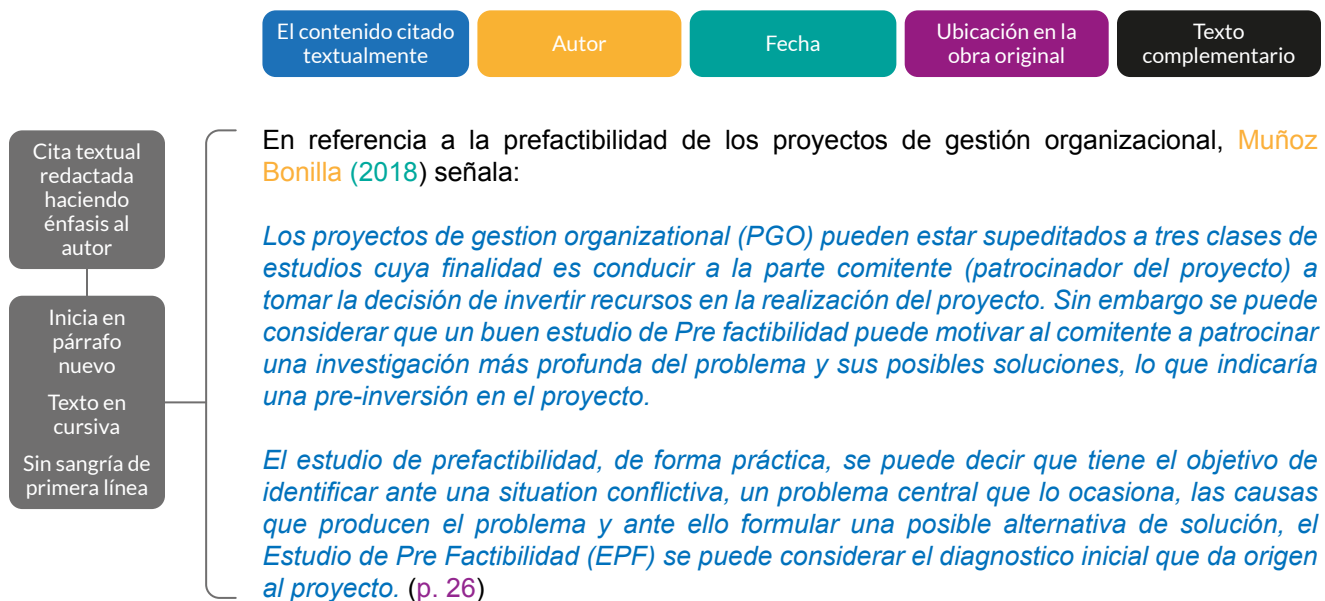 El contenido citado
textualmente
Autor
Fecha
Ubicación en la
obra original
Texto
complementario
Cita textual
redactada
haciendo
énfasis al
autor
Inicia en
párrafo
nuevo
Texto en
cursiva
Sin sangría de
primera línea
En referencia a la prefactibilidad de los proyectos de gestión organizacional, Muñoz
Bonilla (2018) señala:
Los proyectos de gestion organizational (PGO) pueden estar supeditados a tres clases de
estudios cuya finalidad es conducir a la parte comitente (patrocinador del proyecto) a
tomar la decisión de invertir recursos en la realización del proyecto. Sin embargo se puede
considerar que un buen estudio de Pre factibilidad puede motivar al comitente a patrocinar
una investigación más profunda del problema y sus posibles soluciones, lo que indicaría
una pre-inversión en el proyecto.
El estudio de prefactibilidad, de forma práctica, se puede decir que tiene el objetivo de
identificar ante una situation conflictiva, un problema central que lo ocasiona, las causas
que producen el problema y ante ello formular una posible alternativa de solución, el
Estudio de Pre Factibilidad (EPF) se puede considerar el diagnostico inicial que da origen
al proyecto. (p. 26)